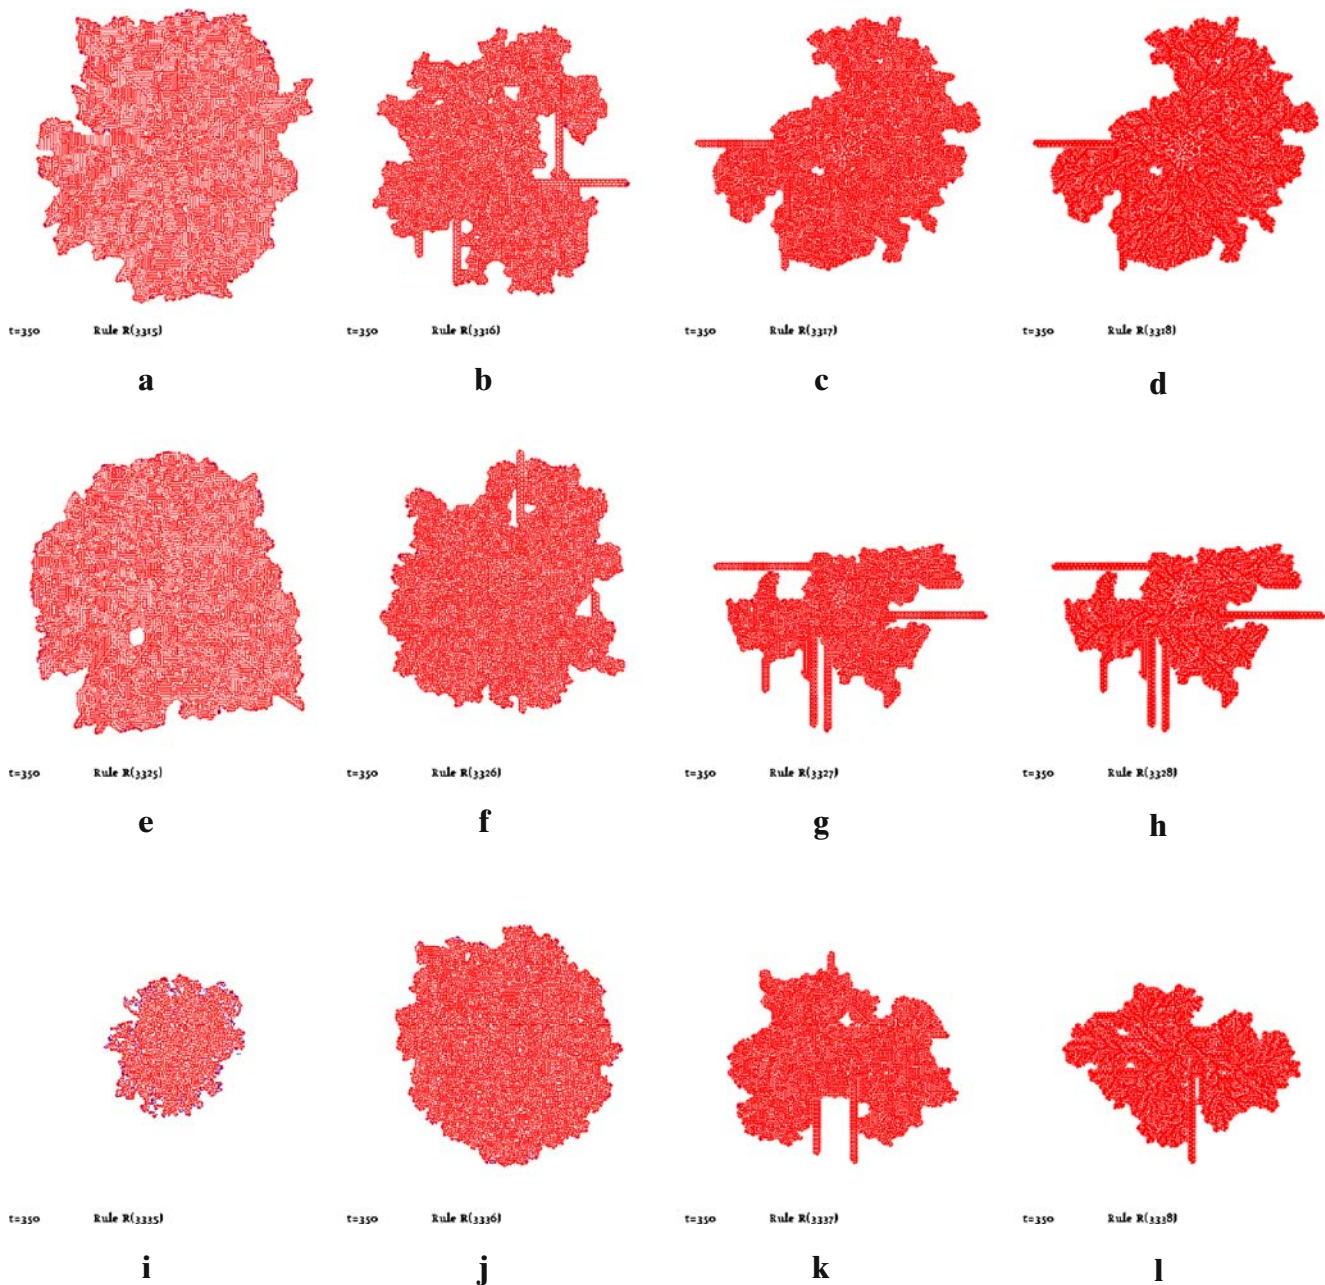 t=350 Rule R(3315) t=350 Rule R(3316) t=350 Rule R(3317) t=350 Rule R(3318)
a b c d
t=350 Rule R(3325) t=350 Rule R(3326) t=350 Rule R(3327) t=350 Rule R(3328)
e f g h
t=350 Rule R(3335) t=350 Rule R(3336) t=350 Rule R(3337) t=350 Rule R(3338)
i j k l